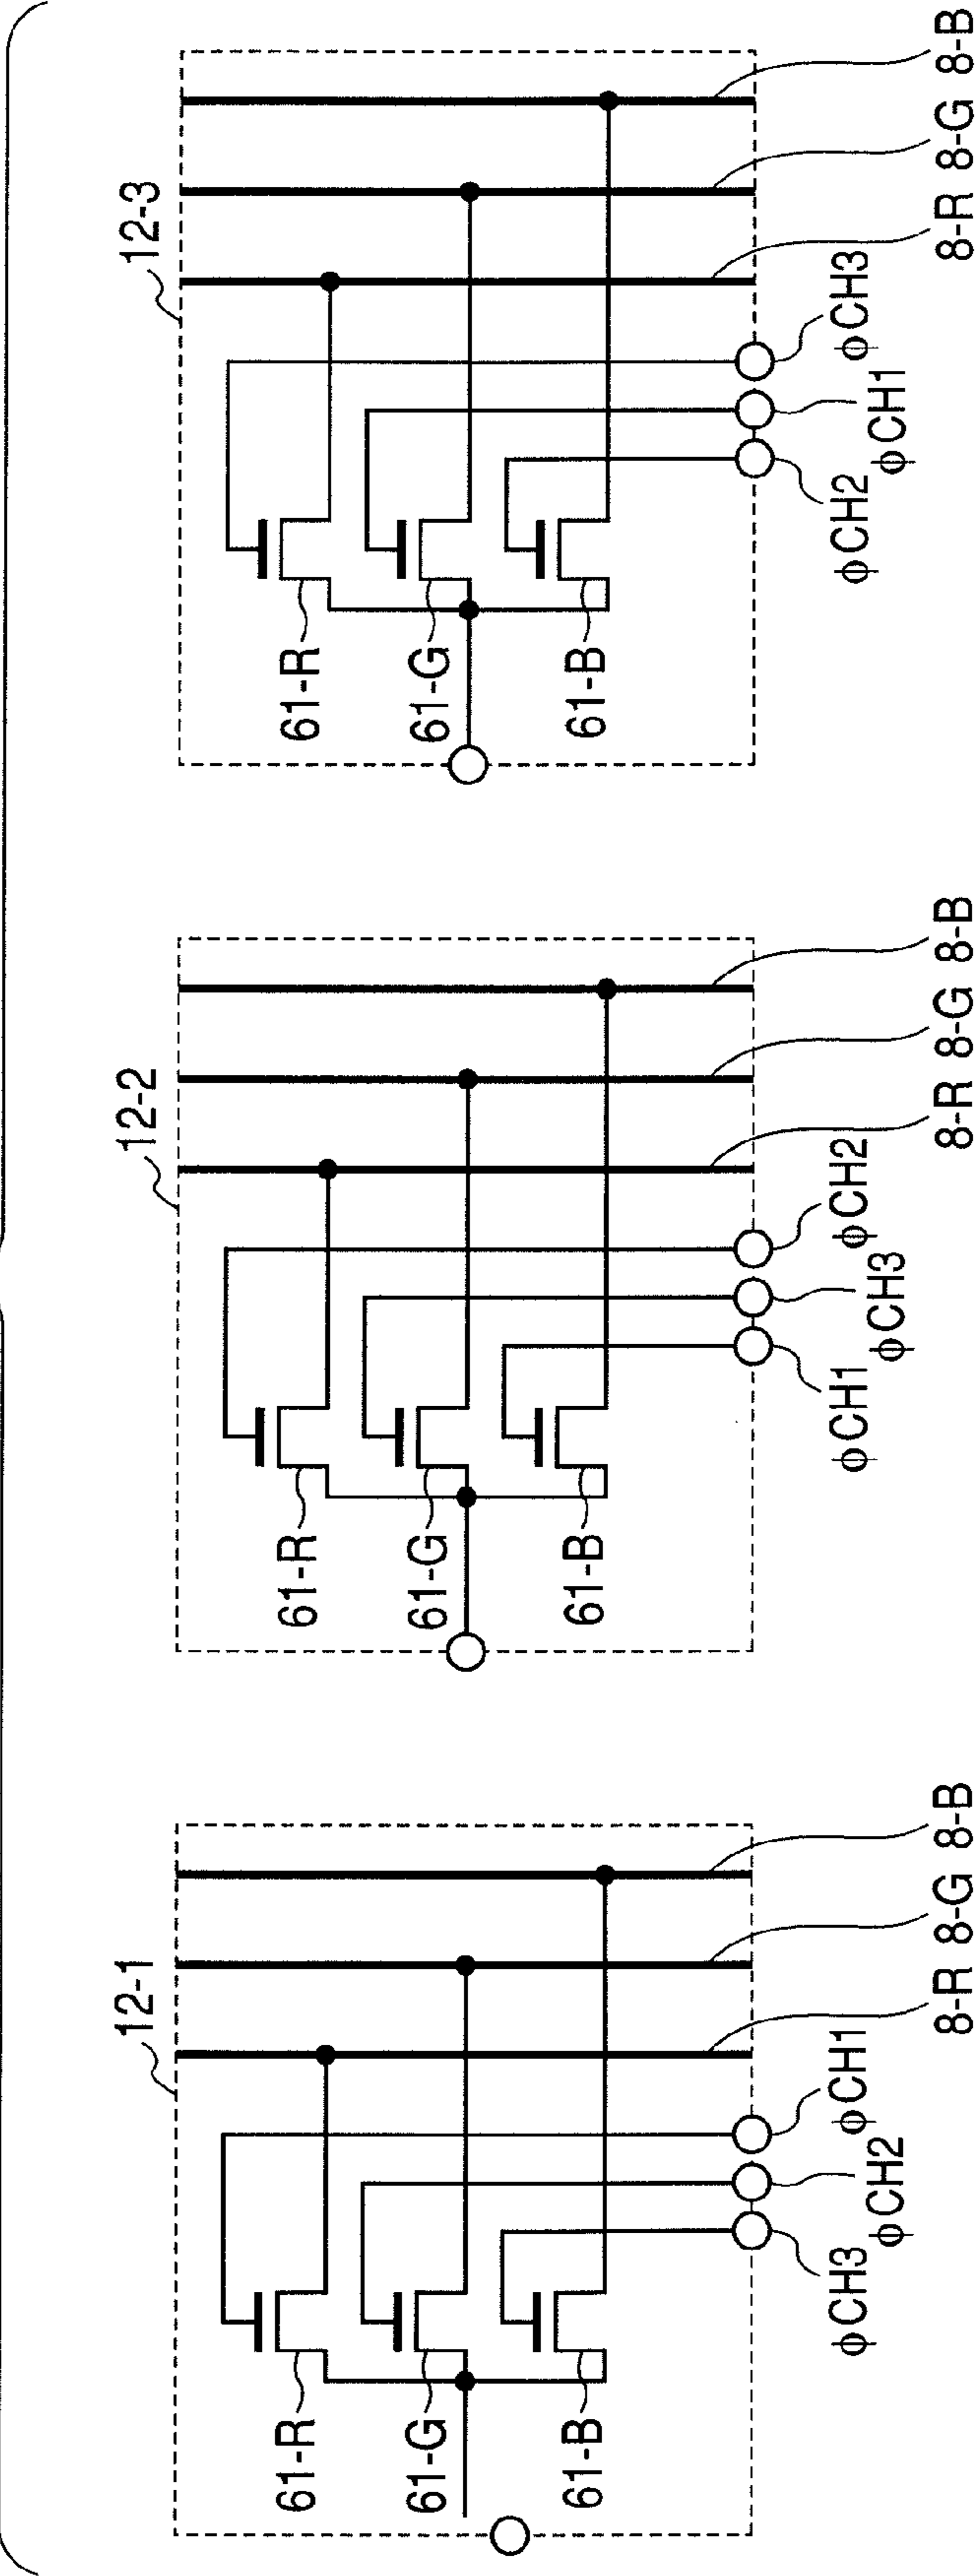 12-1
61-R
61-G
61-B
φCH3
φCH2
φCH1
8-R
8-G
8-B
12-2
61-R
61-G
61-B
φCH1
φCH3
φCH2
8-R
8-G
8-B
12-3
61-R
61-G
61-B
φCH2
φCH1
φCH3
8-R
8-G
8-B